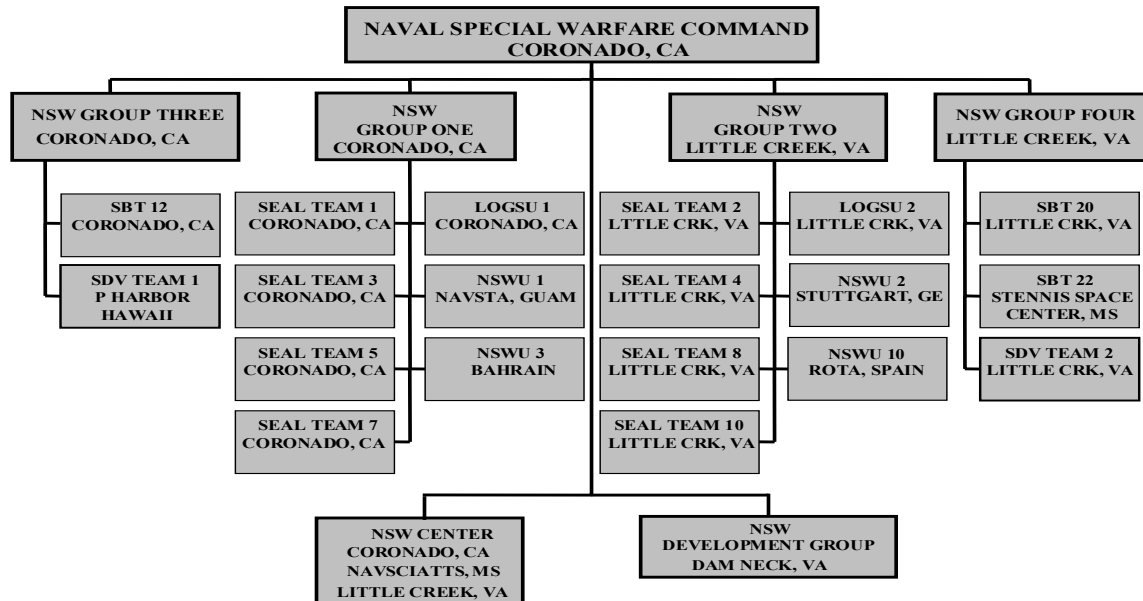 NAVAL SPECIAL WARFARE COMMAND
CORONADO, CA
NSW GROUP THREE
CORONADO, CA
SBT 12
CORONADO, CA
SDV TEAM 1
P HARBOR
HAWAII
NSW
GROUP ONE
CORONADO, CA
SEAL TEAM 1
CORONADO, CA
SEAL TEAM 3
CORONADO, CA
SEAL TEAM 5
CORONADO, CA
SEAL TEAM 7
CORONADO, CA
LOGSU 1
CORONADO, CA
NSWU 1
NAVSTA, GUAM
NSWU 3
BAHRAIN
NSW
GROUP TWO
LITTLE CREEK, VA
SEAL TEAM 2
LTTLE CRK, VA
SEAL TEAM 4
LITTLE CRK, VA
SEAL TEAM 8
LITTLE CRK, VA
SEAL TEAM 10
LITTLE CRK, VA
LOGSU 2
LITTLE CRK, VA
NSWU 2
STUTTGART, GE
NSWU 10
ROTA, SPAIN
NSW GROUP FOUR
LITTLE CREEK, VA
SBT 20
LITTLE CRK, VA
SBT 22
STENNIS SPACE
CENTER, MS
SDV TEAM 2
LITTLE CRK, VA
NSW CENTER
CORONADO, CA
NAVSCIATTS, MS
LITTLE CREEK, VA
NSW
DEVELOPMENT GROUP
DAM NECK, VA